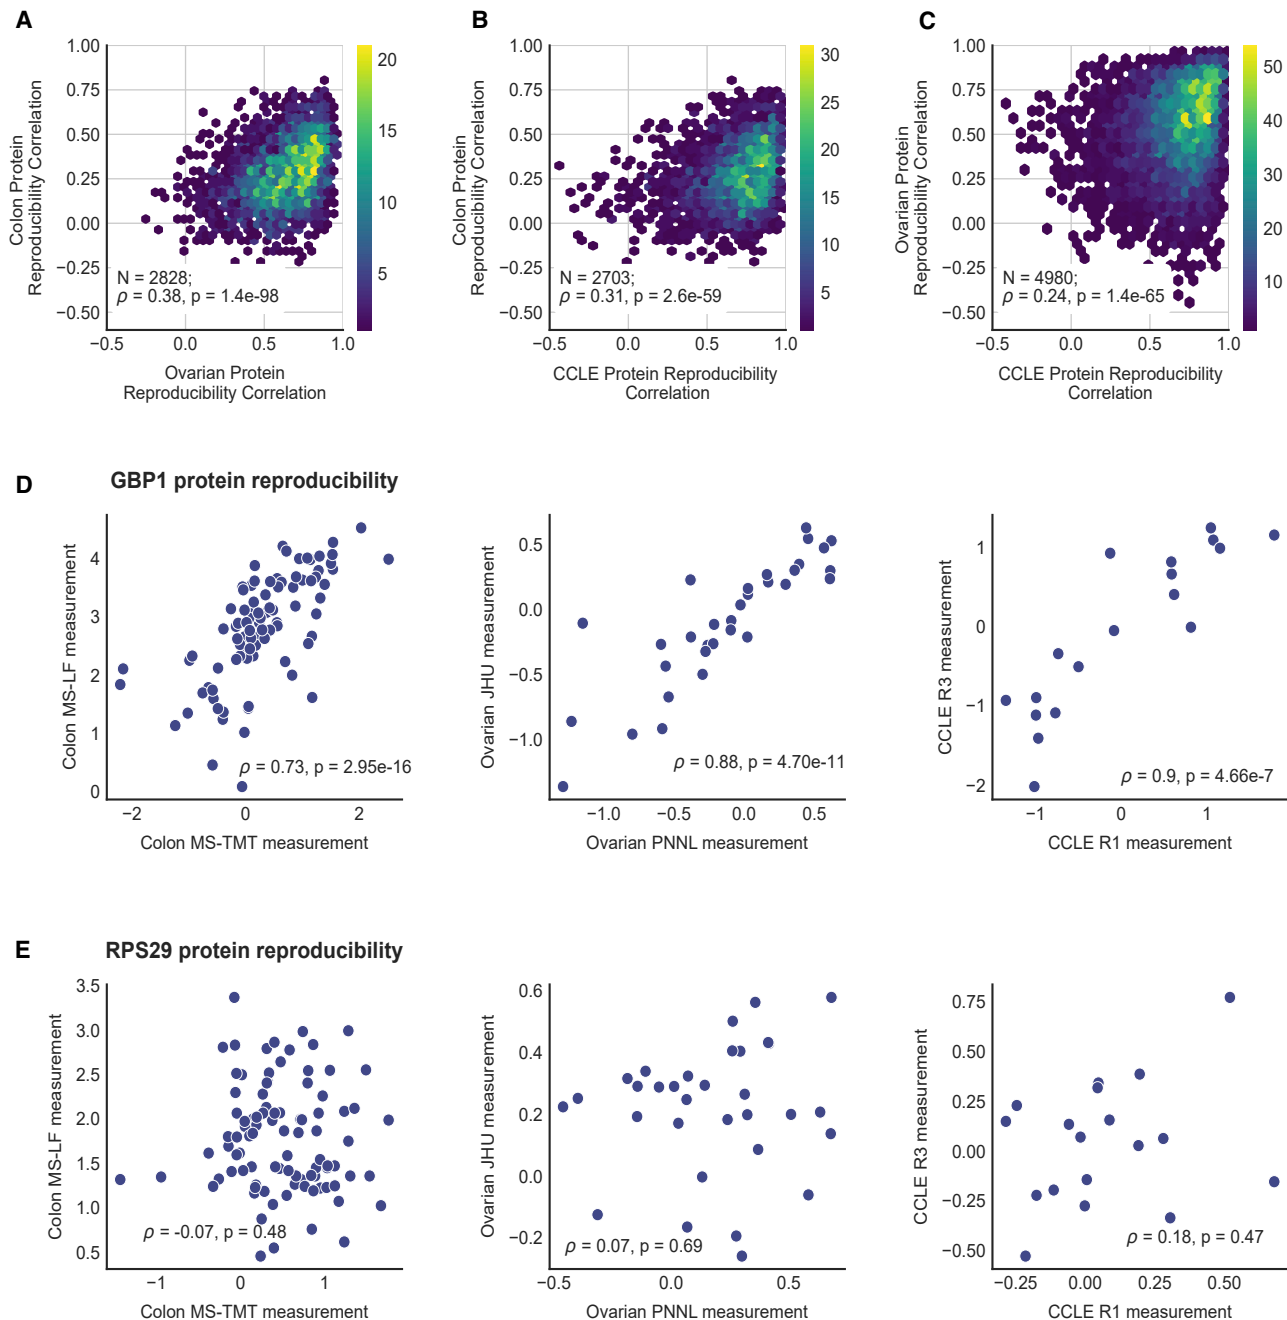 A
1.00
0.75
0.50
0.25
0.00
−0.25
−0.50
Colon Protein
Reproducibility Correlation
N = 2828;
ρ = 0.38, p = 1.4e-98
−0.5
0.0
0.5
1.0
Ovarian Protein
Reproducibility Correlation
20
15
10
5
B
1.00
0.75
0.50
0.25
0.00
−0.25
−0.50
Colon Protein
Reproducibility Correlation
N = 2703;
ρ = 0.31, p = 2.6e-59
−0.5
0.0
0.5
1.0
CCLE Protein Reproducibility
Correlation
30
25
20
15
10
5
C
1.00
0.75
0.50
0.25
0.00
−0.25
−0.50
Ovarian Protein
Reproducibility Correlation
N = 4980;
ρ = 0.24, p = 1.4e-65
−0.5
0.0
0.5
1.0
CCLE Protein Reproducibility
Correlation
50
40
30
20
10
D
GBP1 protein reproducibility
4
3
2
1
0
Colon MS-LF measurement
ρ = 0.73, p = 2.95e-16
−2
0
2
Colon MS-TMT measurement
0.5
0.0
−0.5
−1.0
Ovarian JHU measurement
ρ = 0.88, p = 4.70e-11
−1.0
−0.5
0.0
0.5
Ovarian PNNL measurement
1
0
−1
−2
CCLE R3 measurement
ρ = 0.9, p = 4.66e-7
−1
0
1
CCLE R1 measurement
E
RPS29 protein reproducibility
3.5
3.0
2.5
2.0
1.5
1.0
0.5
Colon MS-LF measurement
ρ = -0.07, p = 0.48
−1
0
1
Colon MS-TMT measurement
0.6
0.4
0.2
0.0
−0.2
Ovarian JHU measurement
ρ = 0.07, p = 0.69
−0.5
0.0
0.5
Ovarian PNNL measurement
0.75
0.50
0.25
0.00
−0.25
−0.50
CCLE R3 measurement
ρ = 0.18, p = 0.47
−0.25
0.00
0.25
0.50
CCLE R1 measurement